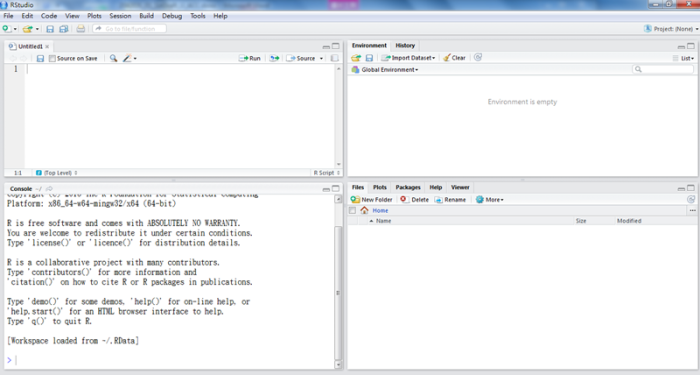 RStudio
File Edit Code View Plots Session Build Debug Tools Help
Go to file/function
Project: (None)
Untitled1
Source on Save
Run
Source
1
1:1
(Top Level)
R Script
Console ~/
Platform: x86_64-w64-mingw32/x64 (64-bit)
R is free software and comes with ABSOLUTELY NO WARRANTY.
You are welcome to redistribute it under certain conditions.
Type 'license()' or 'licence()' for distribution details.
R is a collaborative project with many contributors.
Type 'contributors()' for more information and
'citation()' on how to cite R or R packages in publications.
Type 'demo()' for some demos, 'help()' for on-line help, or
'help.start()' for an HTML browser interface to help.
Type 'q()' to quit R.
[Workspace loaded from ~/.RData]
>
Environment History
Import Dataset
Clear
List
Global Environment
Environment is empty
Files Plots Packages Help Viewer
New Folder Delete Rename More
Home
Name Size Modified